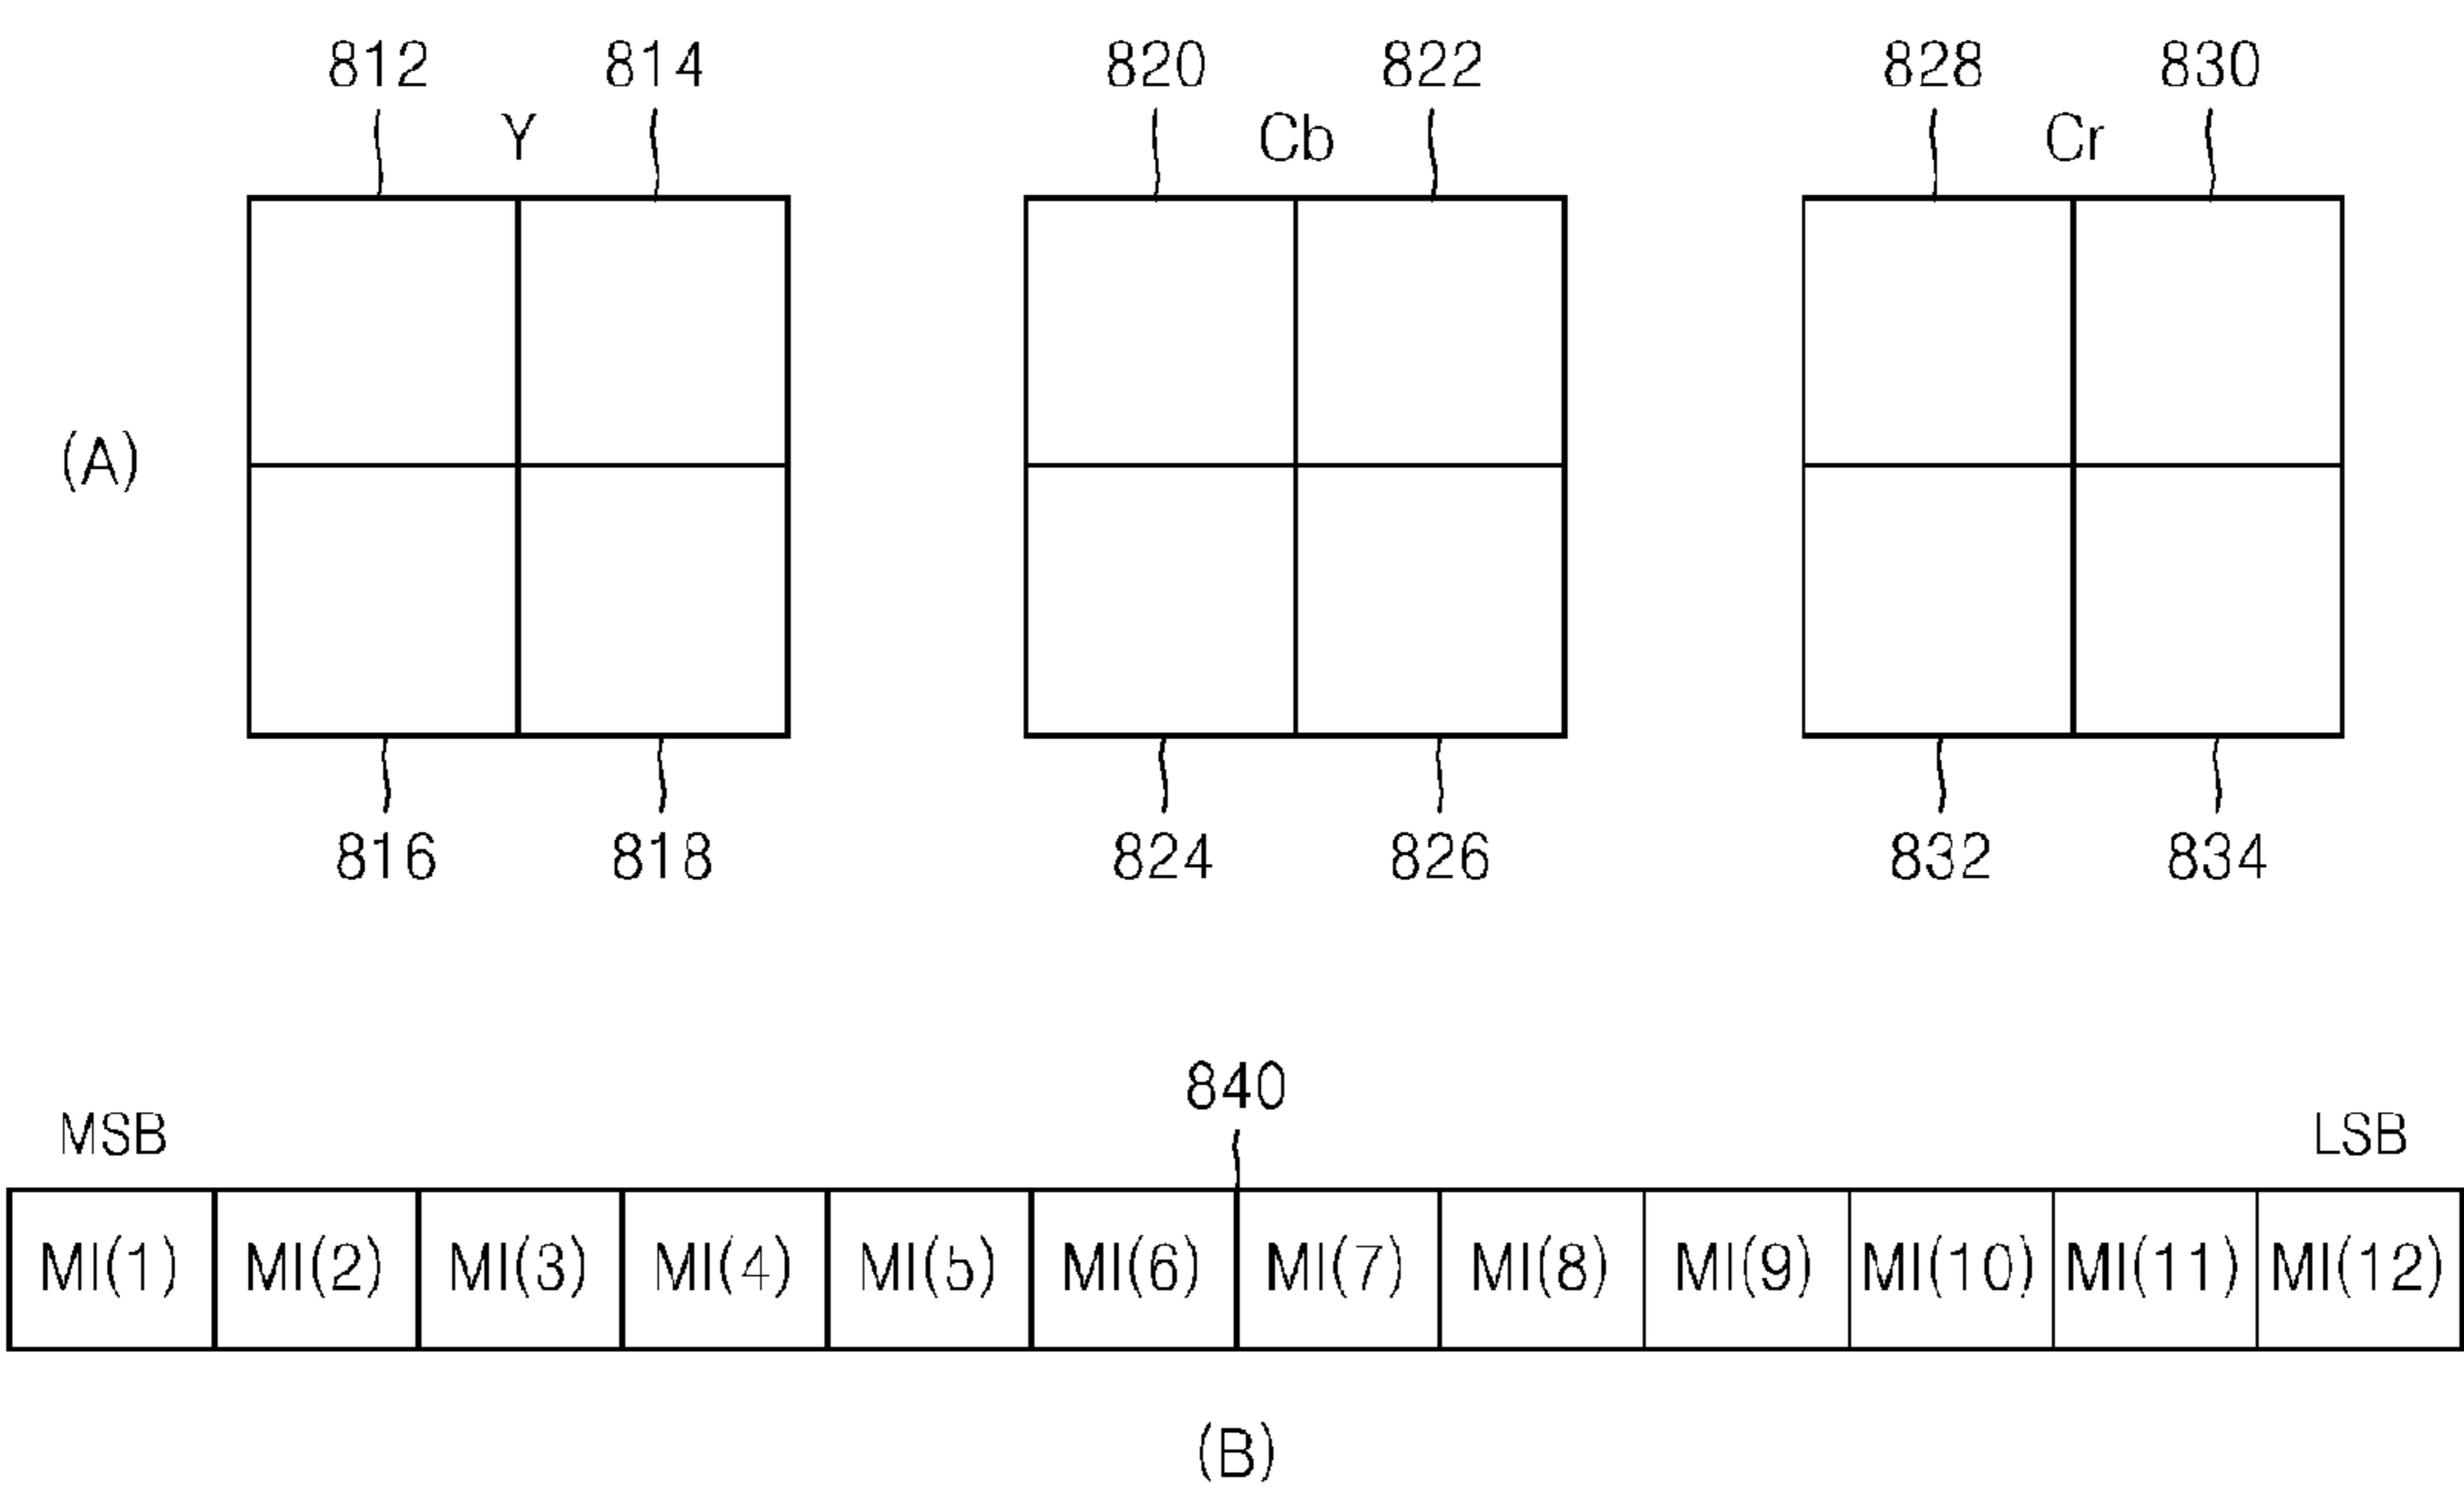 812 814 820 822 828 830
Y Cb Cr
(A)
816 818 824 826 832 834
840
MSB LSB
MI(1) MI(2) MI(3) MI(4) MI(5) MI(6) MI(7) MI(8) MI(9) MI(10) MI(11) MI(12)
(B)